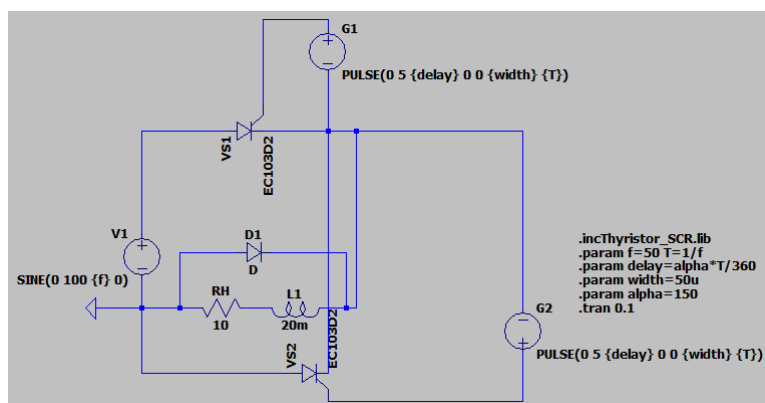 G1
PULSE(0 5 {delay} 0 0 {width} {T})
VS1
EC103D2
V1
SINE(0 100 {f} 0)
D1
D
RH
10
L1
20m
VS2
EC103D2
.incThyristor_SCR.lib
.param f=50 T=1/f
.param delay=alpha*T/360
.param width=50u
.param alpha=150
.tran 0.1
G2
PULSE(0 5 {delay} 0 0 {width} {T})